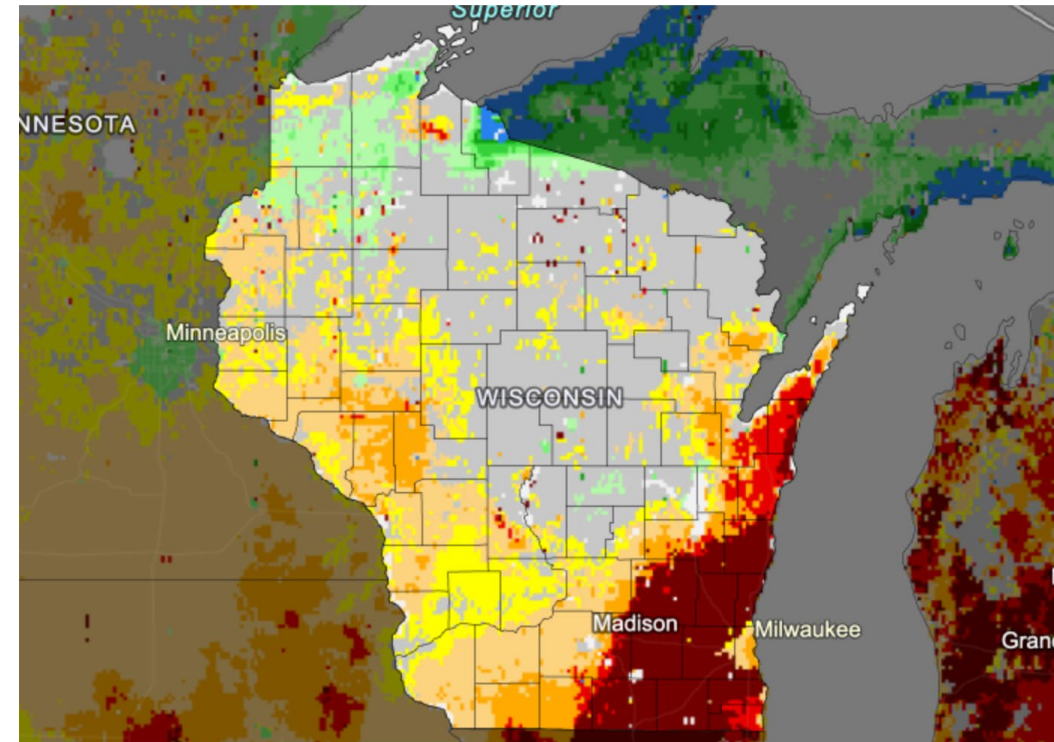 Superior
NNESOTA
Minneapolis
WISCONSIN
Madison
Milwaukee
Gran